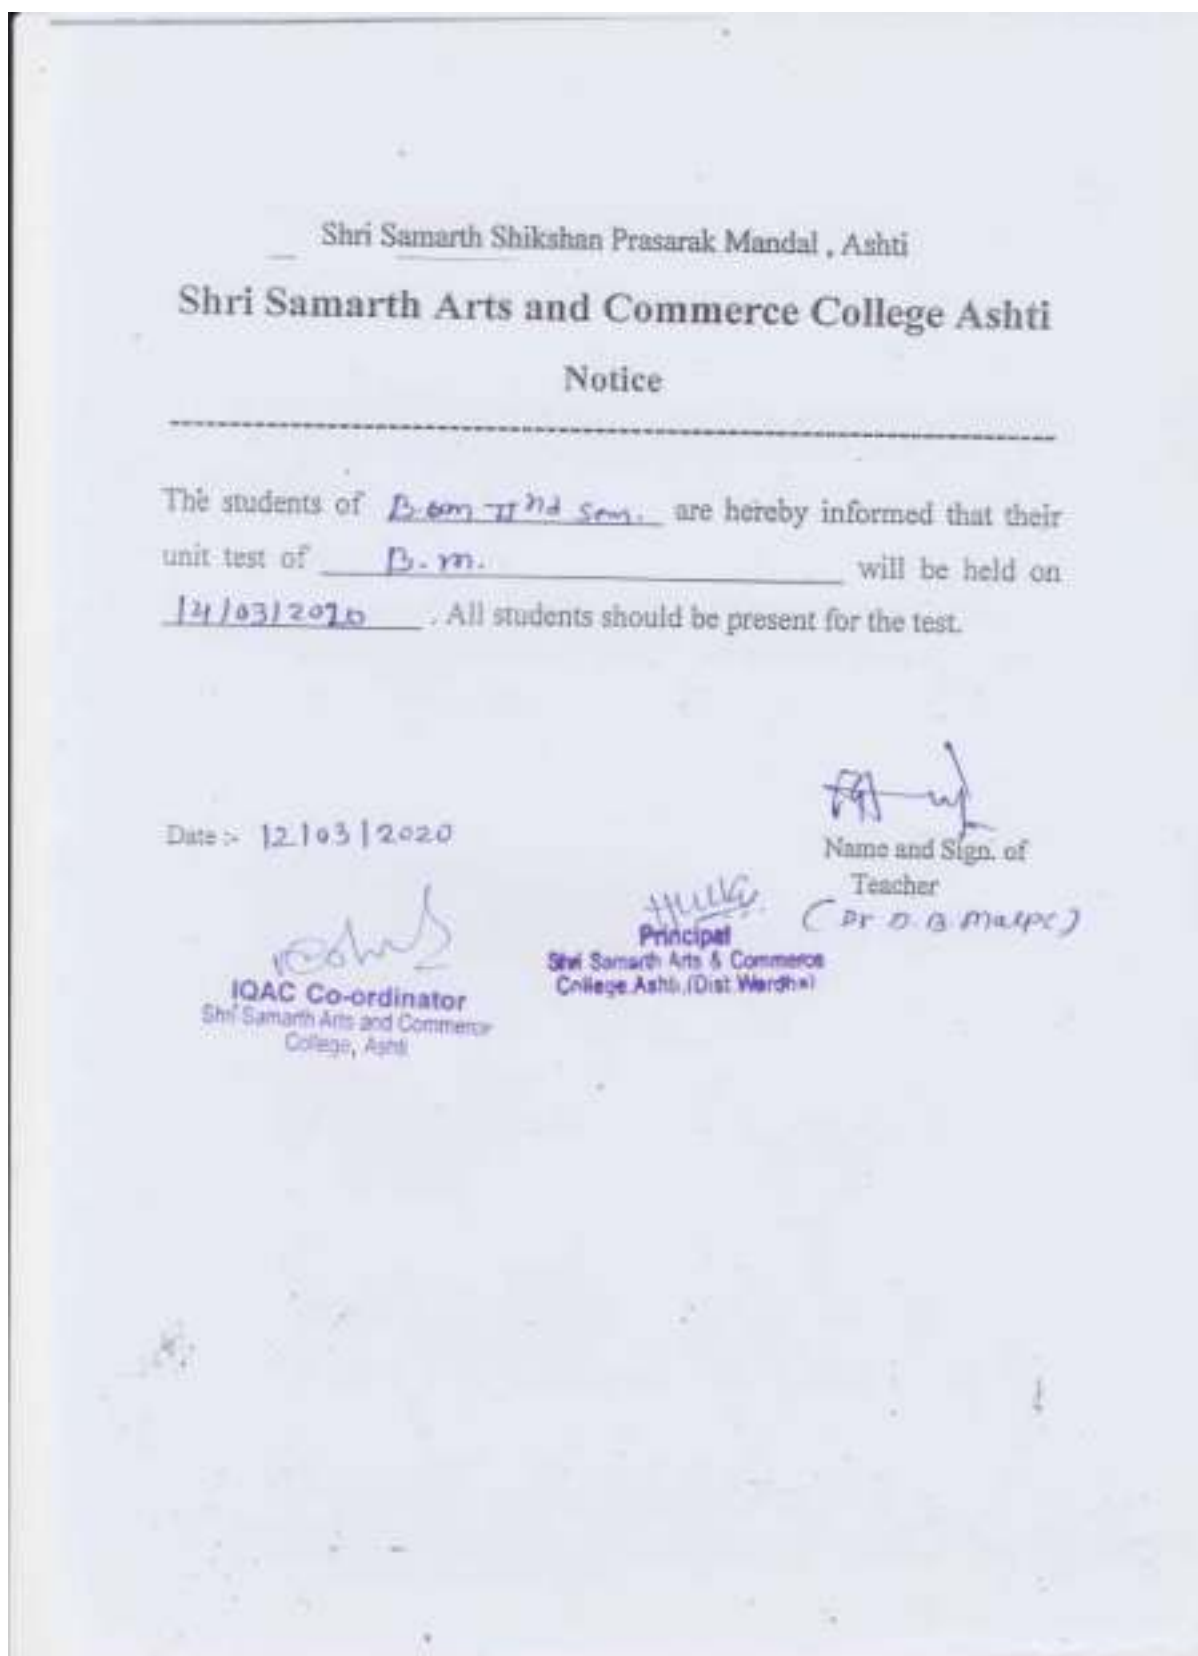 Shri Samarth Shikshan Prasarak Mandal , Ashti
Shri Samarth Arts and Commerce College Ashti
Notice
The students of B.com IInd Sem. are hereby informed that their
unit test of B.m. will be held on
14/03/2020 . All students should be present for the test.
Date :- 12/03/2020
Name and Sign. of
Teacher
(Dr D.B. Malpe)
Principal
Shri Samarth Arts & Commerce
College Ashti, (Dist Wardha)
IQAC Co-ordinator
Shri Samarth Arts and Commerce
College, Ashti